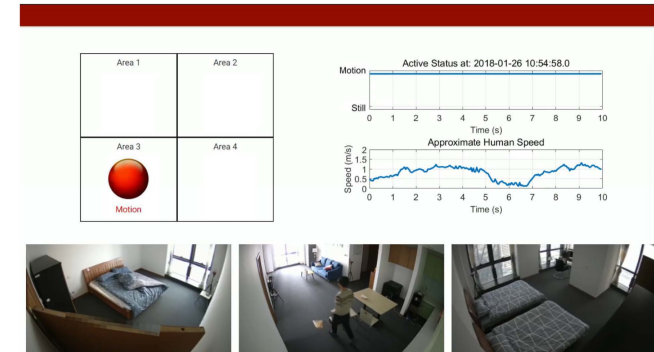 Area 1
Area 2
Area 3
Motion
Area 4
Active Status at: 2018-01-26 10:54:58.0
Motion
Still
0 1 2 3 4 5 6 7 8 9 10
Time (s)
Approximate Human Speed
Speed (m/s)
2
1.5
1
0.5
0
0 1 2 3 4 5 6 7 8 9 10
Time (s)